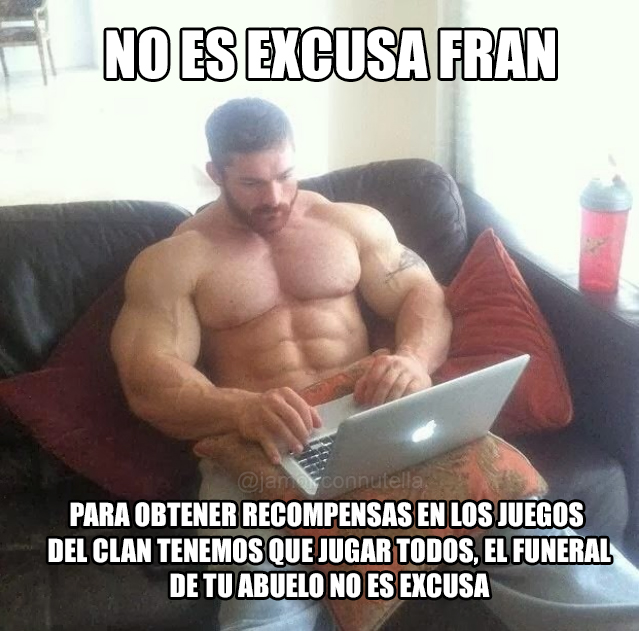 NO ES EXCUSA FRAN
PARA OBTENER RECOMPENSAS EN LOS JUEGOS
DEL CLAN TENEMOS QUE JUGAR TODOS, EL FUNERAL
DE TU ABUELO NO ES EXCUSA